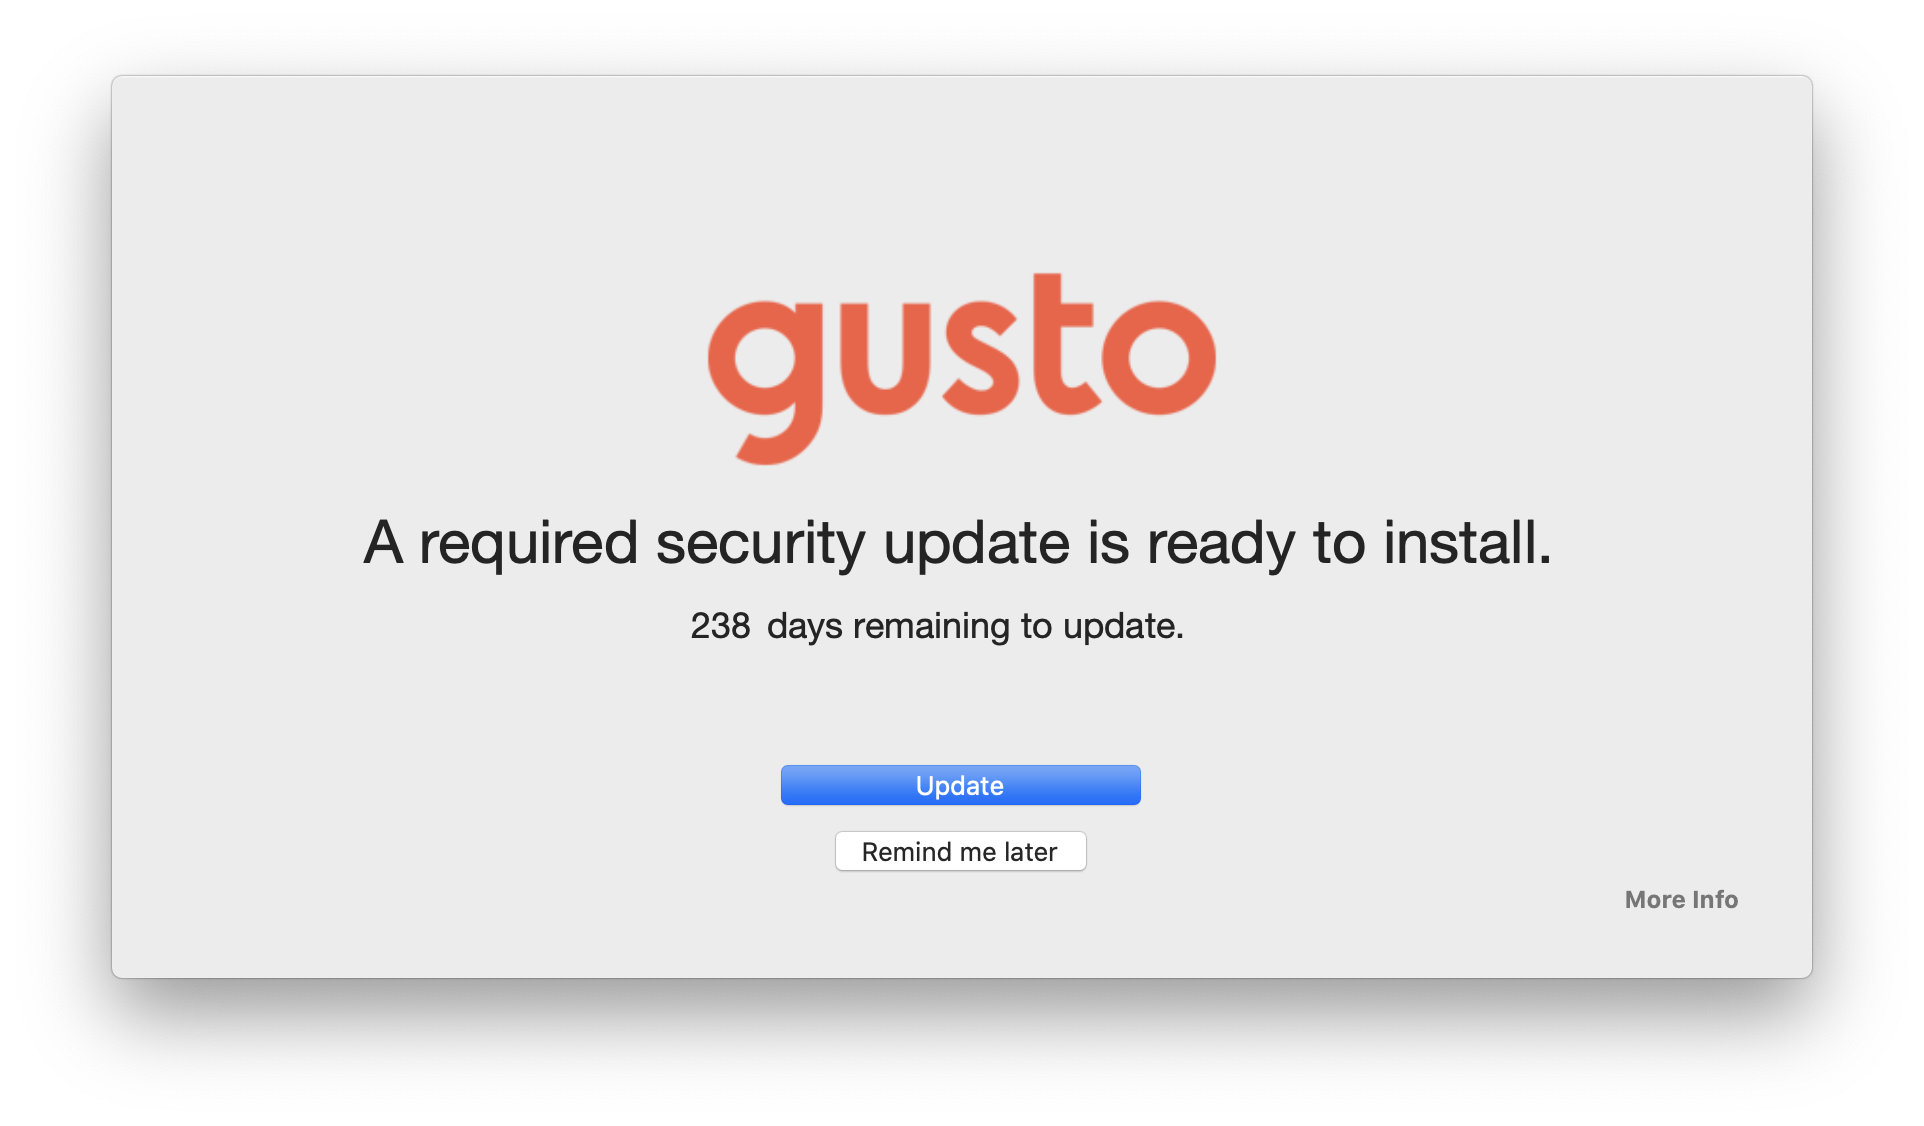 gusto
A required security update is ready to install.
238 days remaining to update.
Update
Remind me later
More Info